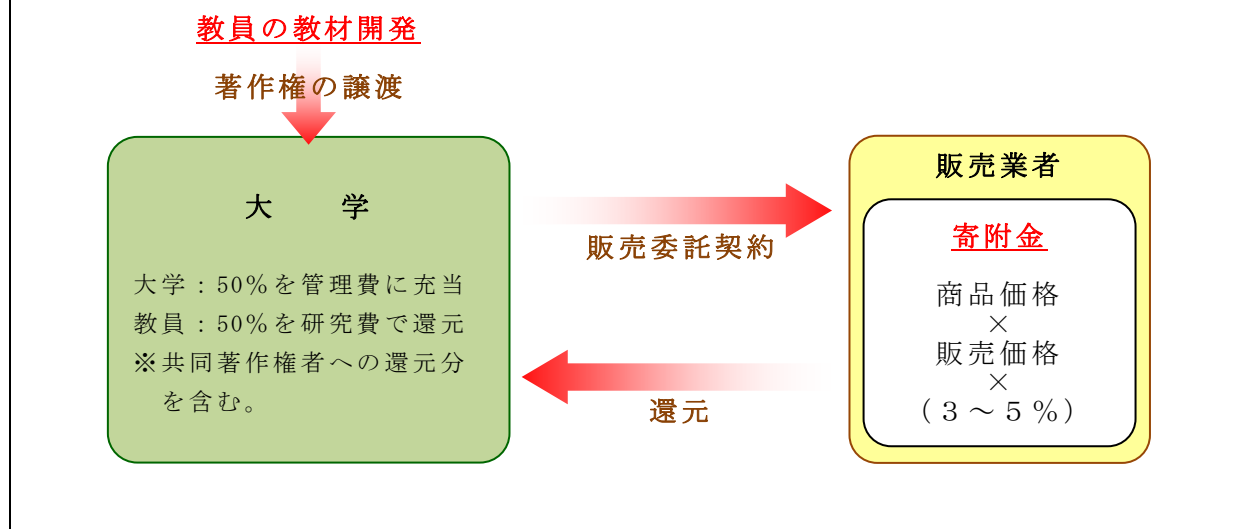 教員の教材開発
著作権の譲渡
大　　学
大学：50％を管理費に充当
教員：50％を研究費で還元
※共同著作権者への還元分
を含む。
販売委託契約
還元
販売業者
寄附金
商品価格
×
販売価格
×
（３～５％）